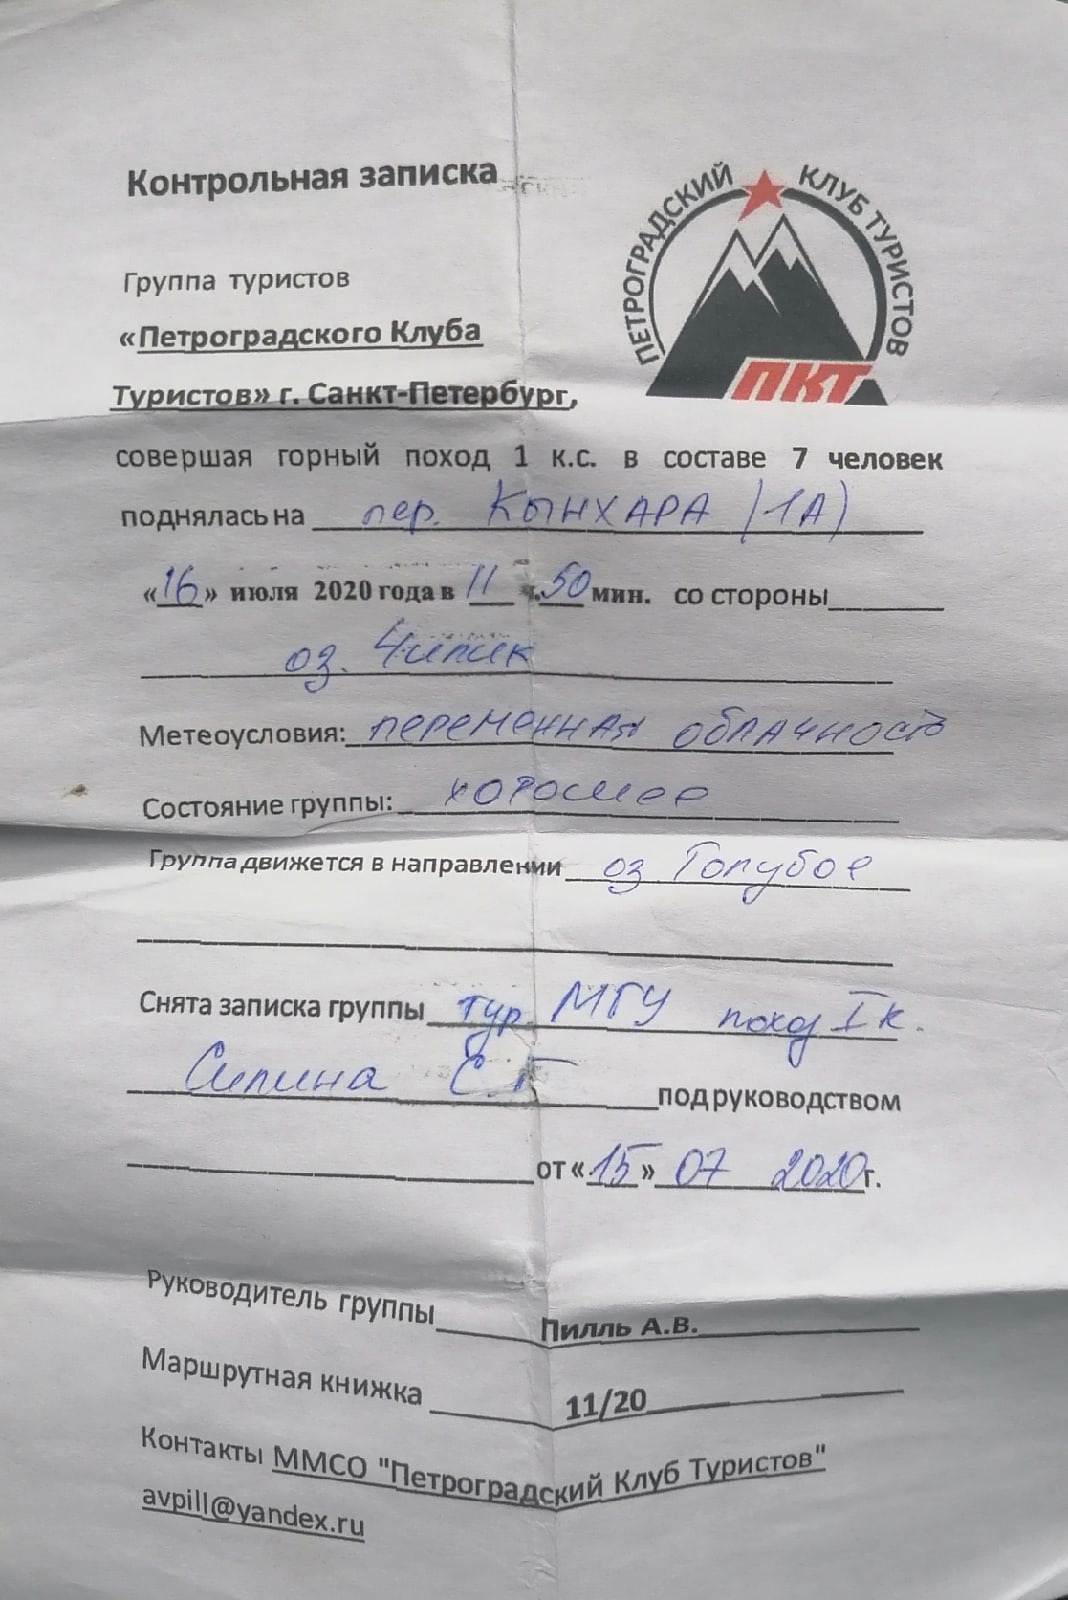 Контрольная записка
ПЕТРОГРАДСКИЙ КЛУБ ТУРИСТОВ
ПКТ
Группа туристов
«Петроградского Клуба
Туристов» г. Санкт-Петербург,
совершая горный поход 1 к.с. в составе 7 человек
поднялась на пер. КЫНХАРА (1А)
«16» июля 2020 года в 11 ч. 50 мин. со стороны
оз. Чипик
Метеоусловия: переменная облачность
Состояние группы: хорошее
Группа движется в направлении оз Голубое
Снята записка группы тур. МГУ поход I к.
Силина С Г под руководством
от «15» 07 2020 г.
Руководитель группы Пилль А.В.
Маршрутная книжка 11/20
Контакты ММСО "Петроградский Клуб Туристов"
avpill@yandex.ru